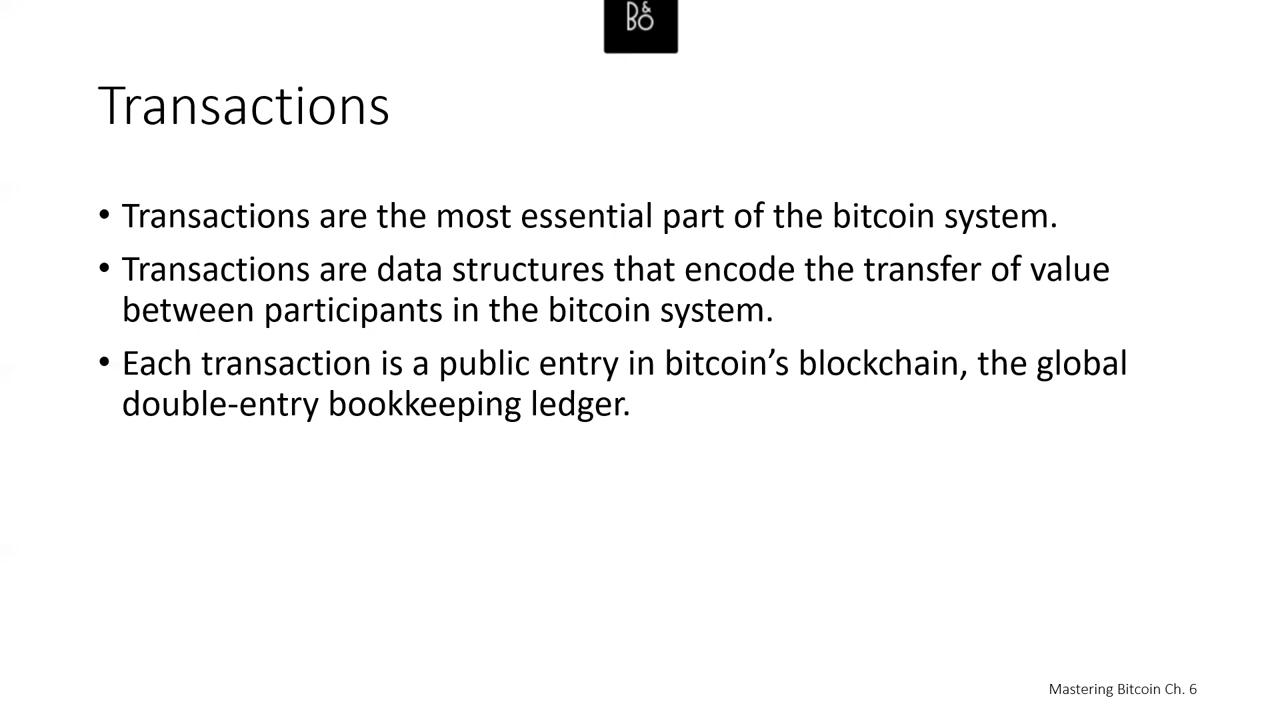 D&
BO
Transactions
• Transactions are the most essential part of the bitcoin system.
• Transactions are data structures that encode the transfer of value
between participants in the bitcoin system.
• Each transaction is a public entry in bitcoin’s blockchain, the global
double-entry bookkeeping ledger.
Mastering Bitcoin Ch. 6